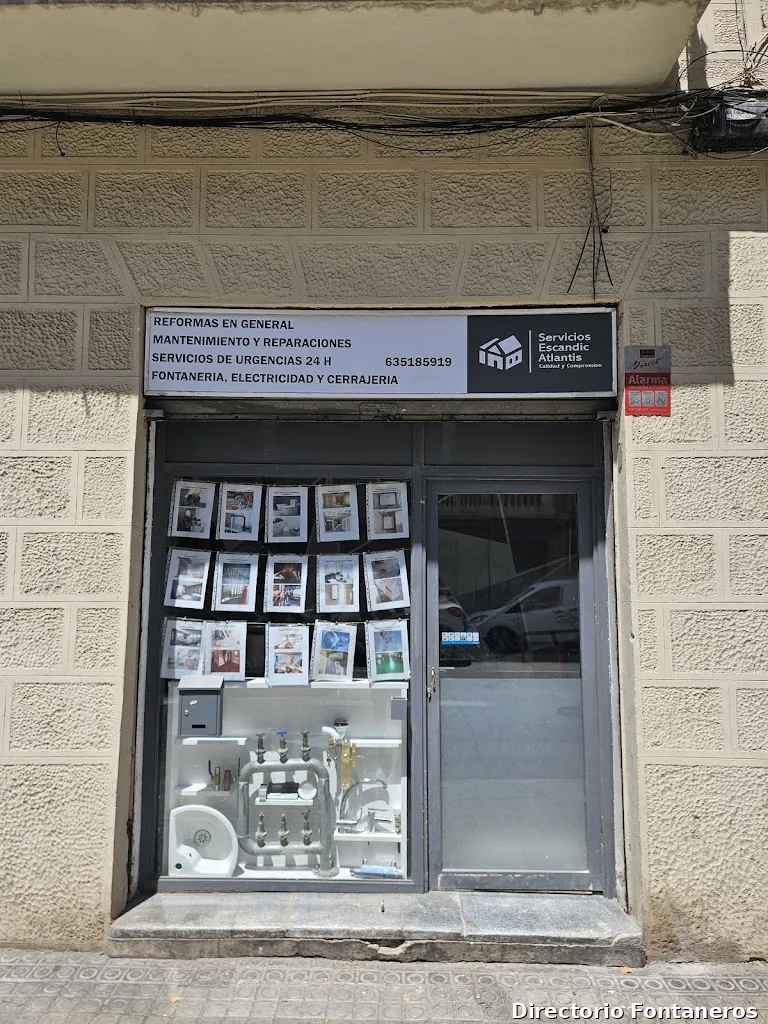 REFORMAS EN GENERAL
MANTENIMIENTO Y REPARACIONES
SERVICIOS DE URGENCIAS 24 H
635185919
FONTANERIA, ELECTRICIDAD Y CERRAJERIA
Servicios
Escandic
Atlantis
Calidad y Compromiso
Direct
Alarma
Directorio Fontaneros